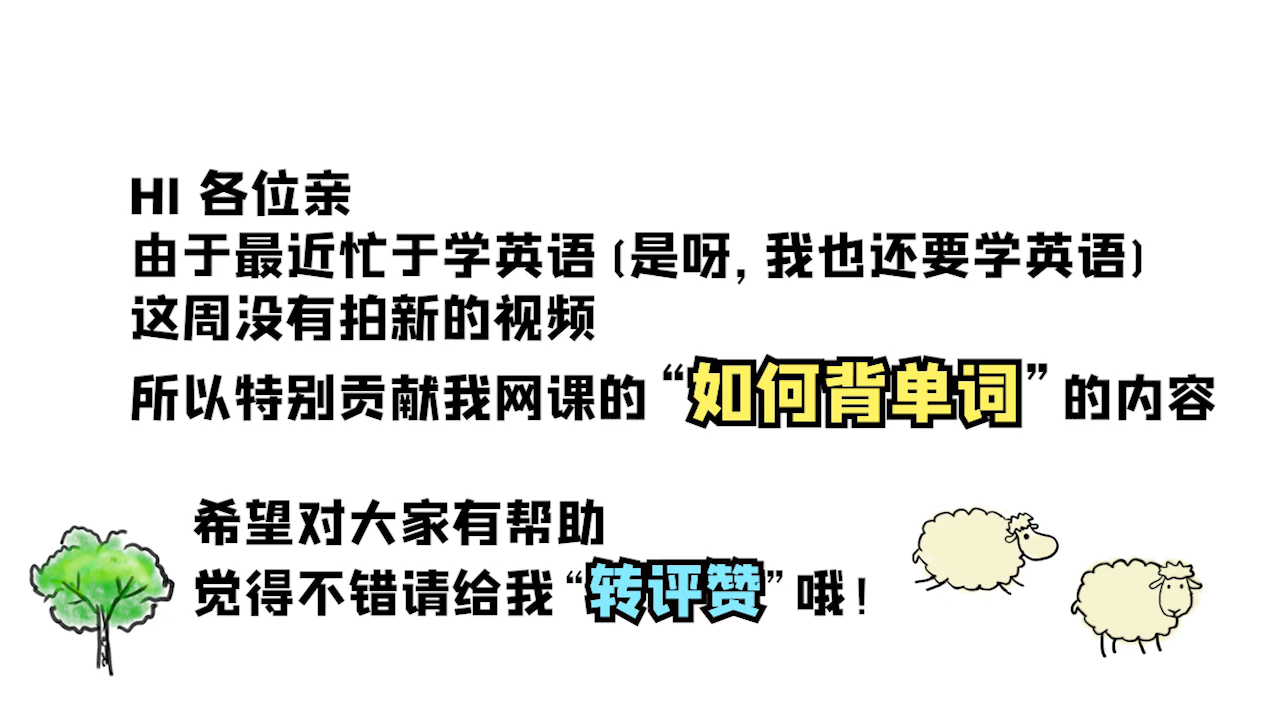 HI 各位亲
由于最近忙于学英语(是呀,我也还要学英语)
这周没有拍新的视频
所以特别贡献我网课的“如何背单词”的内容
希望对大家有帮助
觉得不错请给我“转评赞”哦!